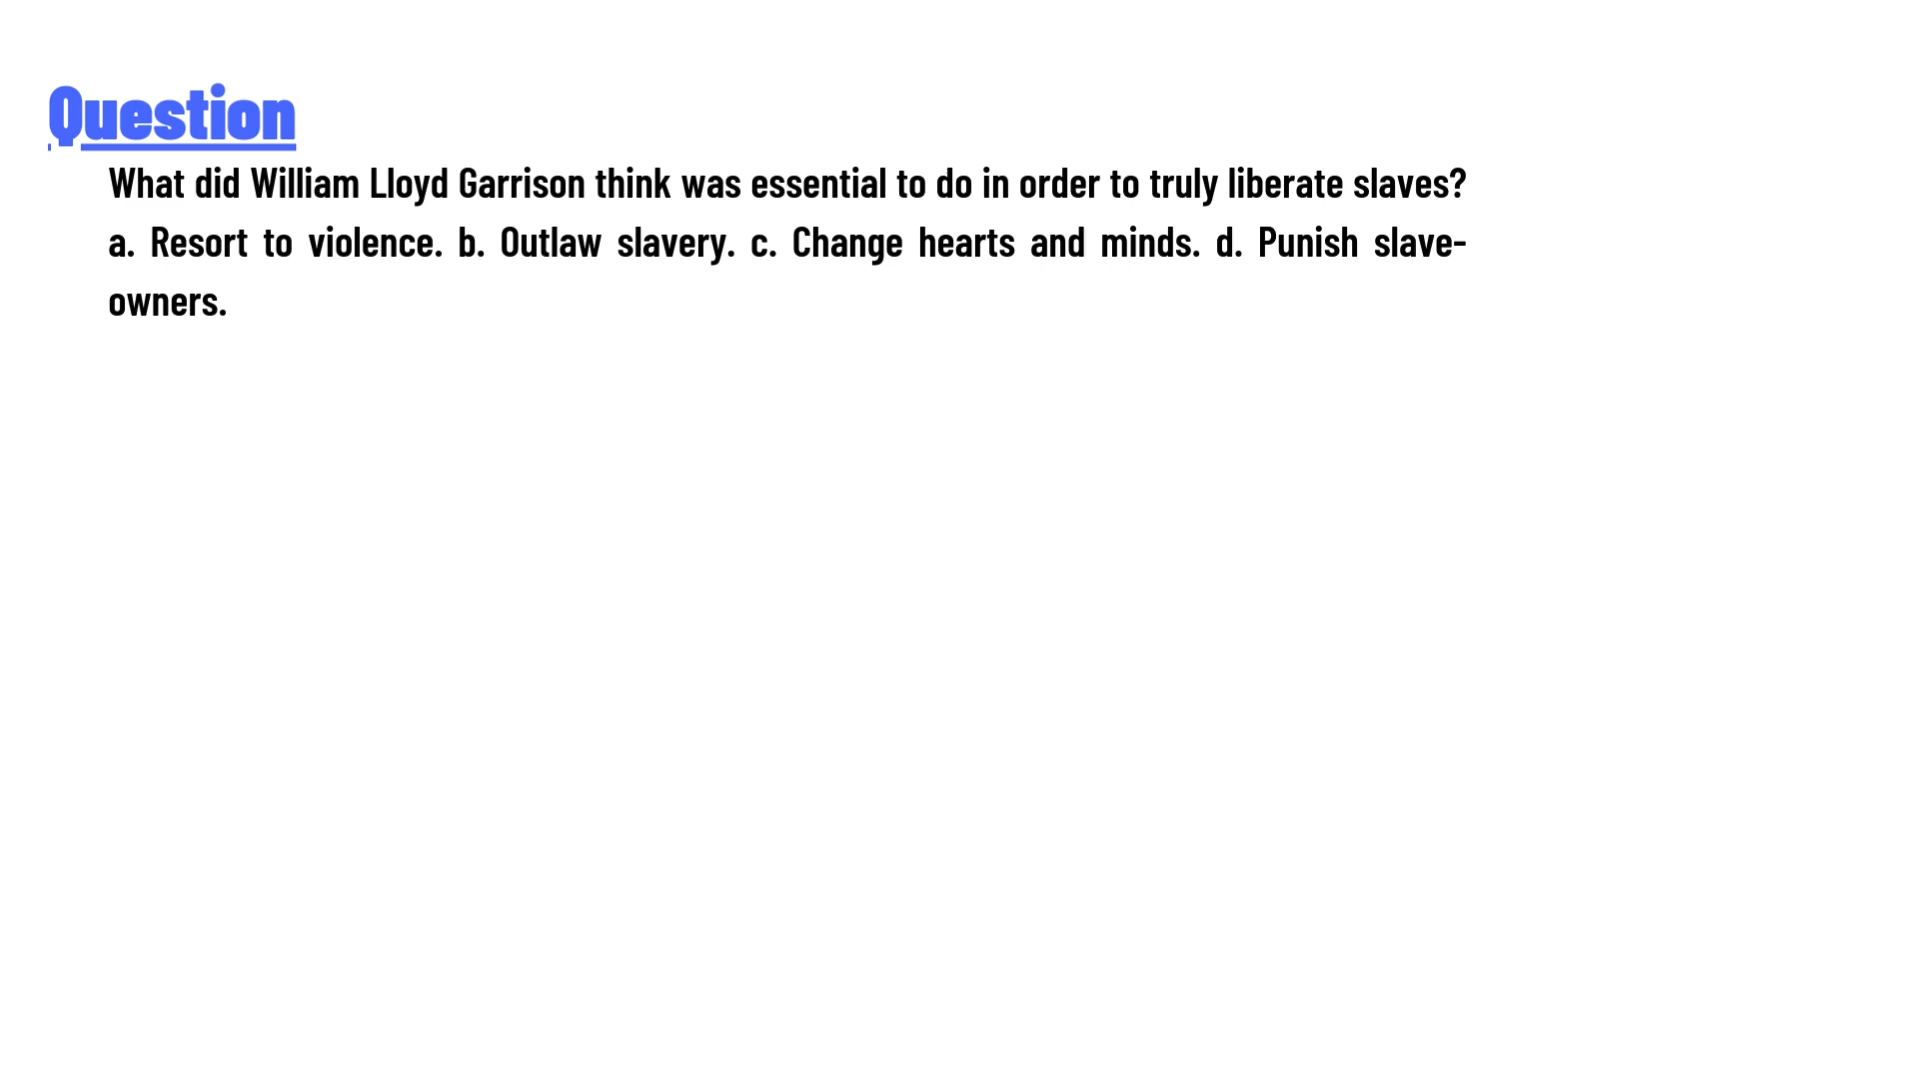 Question
What did William Lloyd Garrison think was essential to do in order to truly liberate slaves?
a. Resort to violence. b. Outlaw slavery. c. Change hearts and minds. d. Punish slave-
owners.